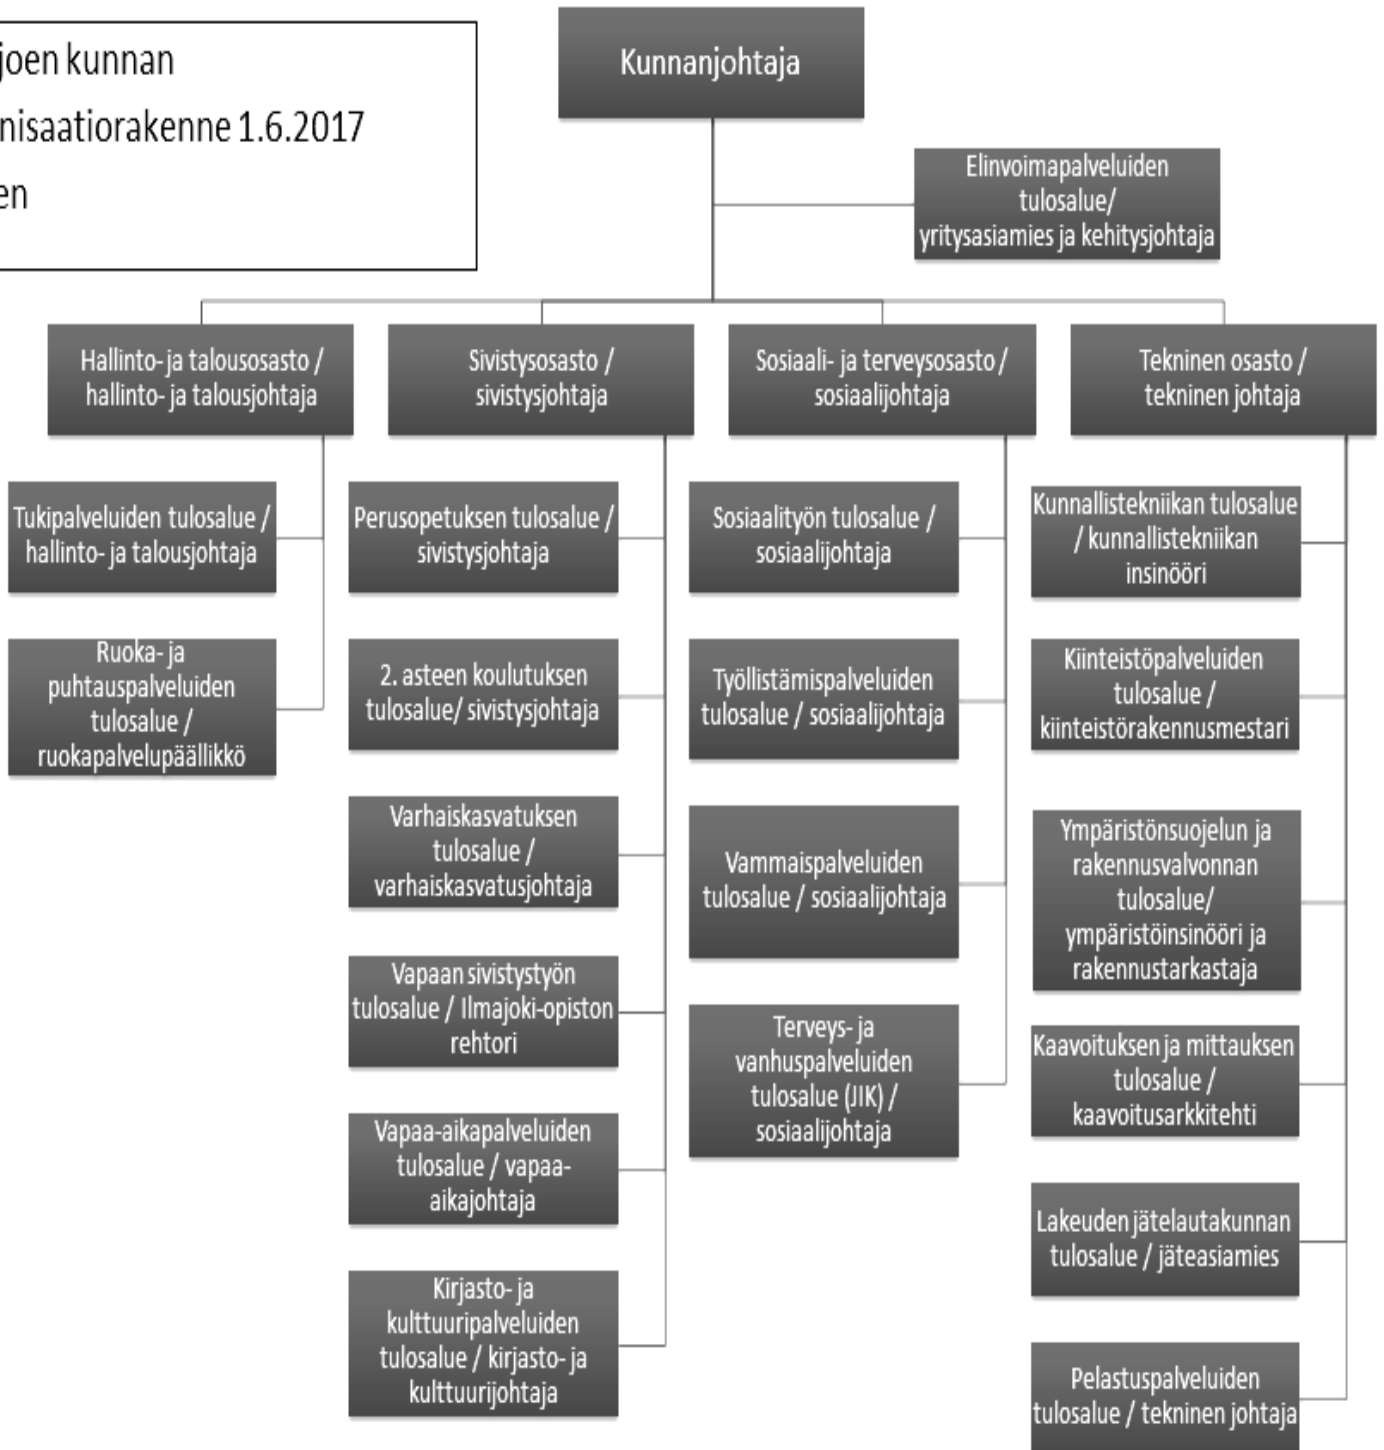 joen kunnan
nisaatiorakenne 1.6.2017
en
Kunnanjohtaja
Elinvoimapalveluiden
tulosalue/
yritysasiamies ja kehitysjohtaja
Hallinto- ja talousosasto /
hallinto- ja talousjohtaja
Sivistysosasto /
sivistysjohtaja
Sosiaali- ja terveysosasto /
sosiaalijohtaja
Tekninen osasto /
tekninen johtaja
Tukipalveluiden tulosalue /
hallinto- ja talousjohtaja
Ruoka- ja
puhtauspalveluiden
tulosalue /
ruokapalvelupäällikkö
Perusopetuksen tulosalue /
sivistysjohtaja
2. asteen koulutuksen
tulosalue/ sivistysjohtaja
Varhaiskasvatuksen
tulosalue /
varhaiskasvatusjohtaja
Vapaan sivistystyön
tulosalue / Ilmajoki-opiston
rehtori
Vapaa-aikapalveluiden
tulosalue / vapaa-
aikajohtaja
Kirjasto- ja
kulttuuripalveluiden
tulosalue / kirjasto- ja
kulttuurijohtaja
Sosiaalityön tulosalue /
sosiaalijohtaja
Työllistämispalveluiden
tulosalue / sosiaalijohtaja
Vammaispalveluiden
tulosalue / sosiaalijohtaja
Terveys- ja
vanhuspalveluiden
tulosalue (JIK) /
sosiaalijohtaja
Kunnallistekniikan tulosalue
/ kunnallistekniikan
insinööri
Kiinteistöpalveluiden
tulosalue /
kiinteistörakennusmestari
Ympäristönsuojelun ja
rakennusvalvonnan
tulosalue/
ympäristöinsinööri ja
rakennustarkastaja
Kaavoituksen ja mittauksen
tulosalue /
kaavoitusarkkitehti
Lakeuden jätelautakunnan
tulosalue / jäteasiamies
Pelastuspalveluiden
tulosalue / tekninen johtaja